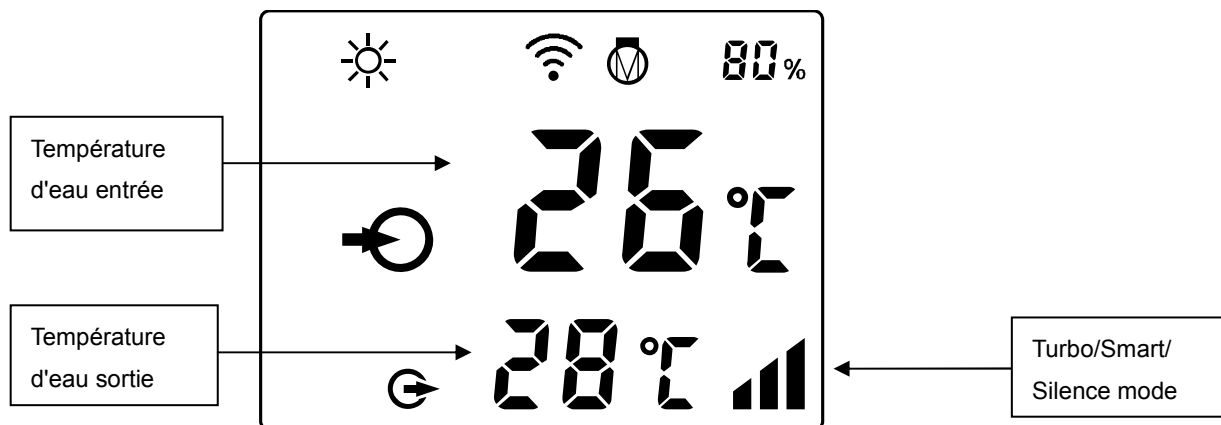 80%
Température
d'eau entrée
26°C
Température
d'eau sortie
28°C
Turbo/Smart/
Silence mode